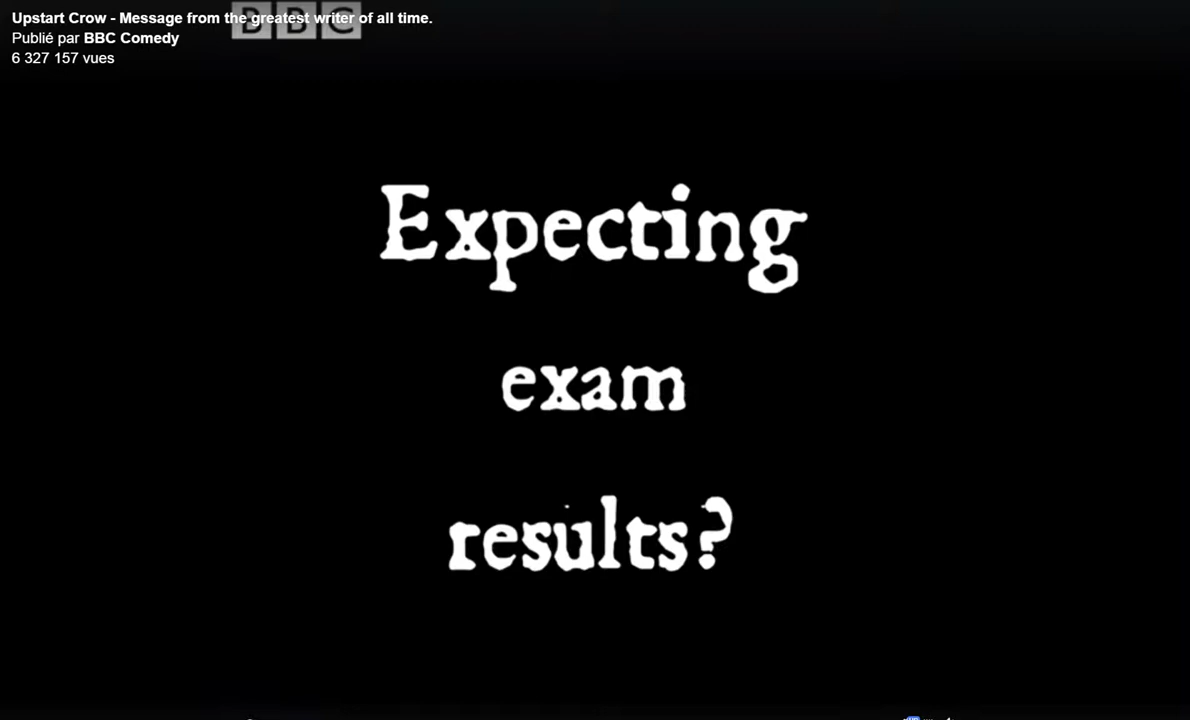 Upstart Crow - Message from the greatest writer of all time.
BBC
Publié par BBC Comedy
6 327 157 vues
Expecting
exam
results?